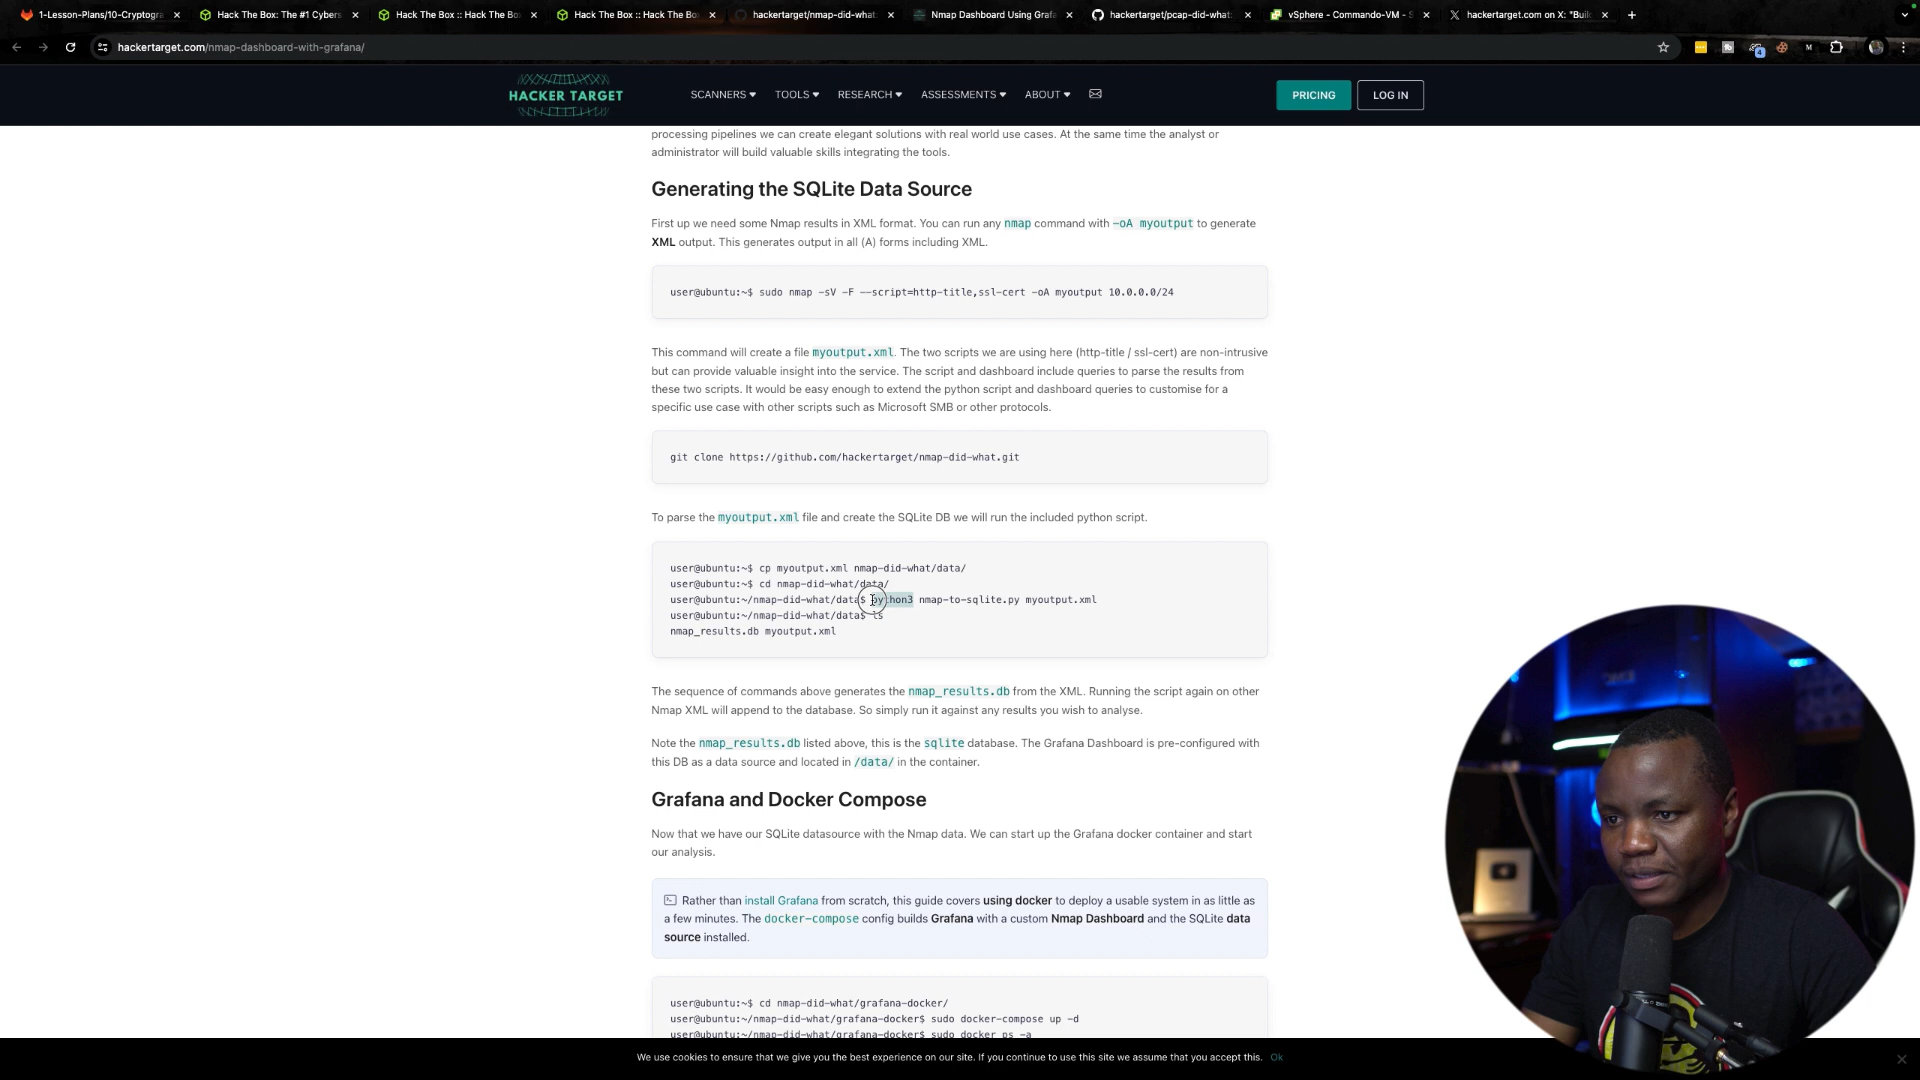 1-Lesson-Plans/10-Cryptogra
Hack The Box: The #1 Cybers
Hack The Box :: Hack The Bo
Hack The Box :: Hack The Bo
hackertarget/nmap-did-what:
Nmap Dashboard Using Grafa
hackertarget/pcap-did-what:
vSphere - Commando-VM - S
hackertarget.com on X: "Buil
hackertarget.com/nmap-dashboard-with-grafana/
HACKER TARGET
SCANNERS
TOOLS
RESEARCH
ASSESSMENTS
ABOUT
PRICING
LOG IN
processing pipelines we can create elegant solutions with real world use cases. At the same time the analyst or
administrator will build valuable skills integrating the tools.
Generating the SQLite Data Source
First up we need some Nmap results in XML format. You can run any nmap command with -oA myoutput to generate
XML output. This generates output in all (A) forms including XML.
user@ubuntu:~$ sudo nmap -sV -F --script=http-title,ssl-cert -oA myoutput 10.0.0.0/24
This command will create a file myoutput.xml. The two scripts we are using here (http-title / ssl-cert) are non-intrusive
but can provide valuable insight into the service. The script and dashboard include queries to parse the results from
these two scripts. It would be easy enough to extend the python script and dashboard queries to customise for a
specific use case with other scripts such as Microsoft SMB or other protocols.
git clone https://github.com/hackertarget/nmap-did-what.git
To parse the myoutput.xml file and create the SQLite DB we will run the included python script.
user@ubuntu:~$ cp myoutput.xml nmap-did-what/data/
user@ubuntu:~$ cd nmap-did-what/data/
user@ubuntu:~/nmap-did-what/data$ python3 nmap-to-sqlite.py myoutput.xml
user@ubuntu:~/nmap-did-what/data$ ls
nmap_results.db myoutput.xml
The sequence of commands above generates the nmap_results.db from the XML. Running the script again on other
Nmap XML will append to the database. So simply run it against any results you wish to analyse.
Note the nmap_results.db listed above, this is the sqlite database. The Grafana Dashboard is pre-configured with
this DB as a data source and located in /data/ in the container.
Grafana and Docker Compose
Now that we have our SQLite datasource with the Nmap data. We can start up the Grafana docker container and start
our analysis.
Rather than install Grafana from scratch, this guide covers using docker to deploy a usable system in as little as
a few minutes. The docker-compose config builds Grafana with a custom Nmap Dashboard and the SQLite data
source installed.
user@ubuntu:~$ cd nmap-did-what/grafana-docker/
user@ubuntu:~/nmap-did-what/grafana-docker$ sudo docker-compose up -d
user@ubuntu:~/nmap-did-what/grafana-docker$ sudo docker ps -a
We use cookies to ensure that we give you the best experience on our site. If you continue to use this site we assume that you accept this. Ok